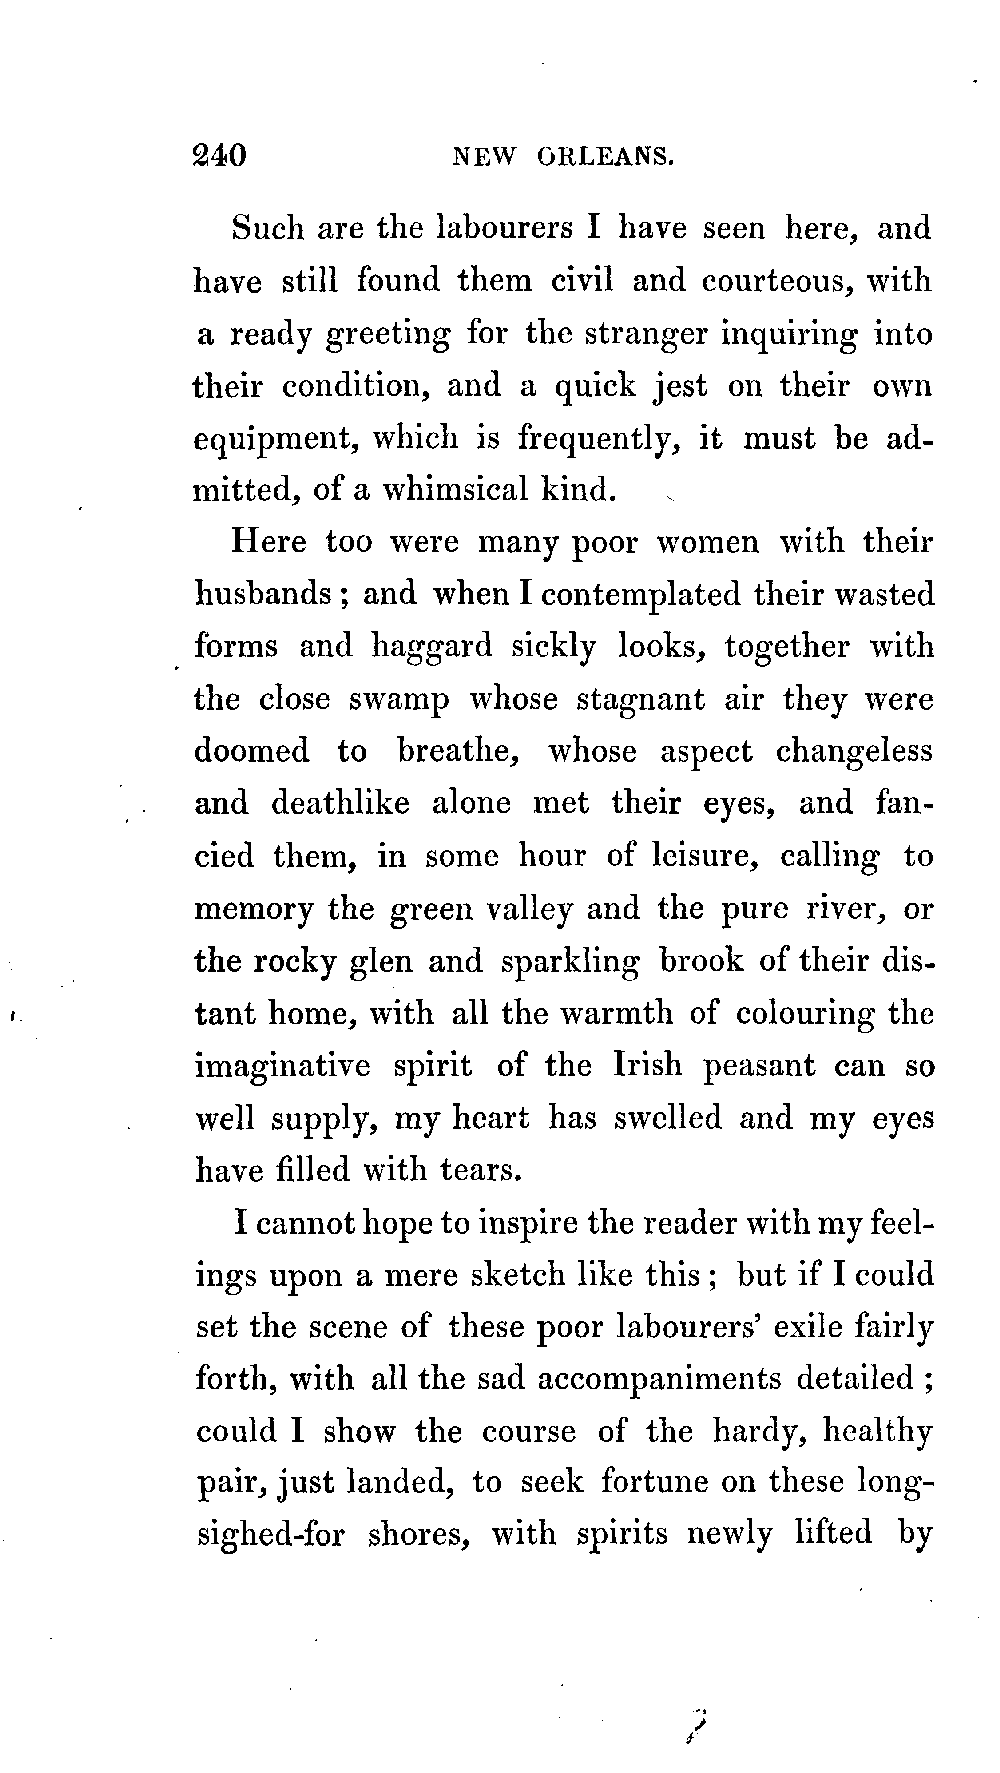 240 NEW ORLEANS.
Such are the labourers I have seen here, and
have still found them civil and courteous, with
a ready greeting for the stranger inquiring into
their condition, and a quick jest on their own
equipment, which is frequently, it must be ad-
mitted, of a whimsical kind.
Here too were many poor women with their
husbands ; and when I contemplated their wasted
forms and haggard sickly looks, together with
the close swamp whose stagnant air they were
doomed to breathe, whose aspect changeless
and deathlike alone met their eyes, and fan-
cied them, in some hour of leisure, calling to
memory the green valley and the pure river, or
the rocky glen and sparkling brook of their dis-
tant home, with all the warmth of colouring the
imaginative spirit of the Irish peasant can so
well supply, my heart has swelled and my eyes
have filled with tears.
I cannot hope to inspire the reader with my feel-
ings upon a mere sketch like this ; but if I could
set the scene of these poor labourers' exile fairly
forth, with all the sad accompaniments detailed ;
could I show the course of the hardy, healthy
pair, just landed, to seek fortune on these long-
sighed-for shores, with spirits newly lifted by